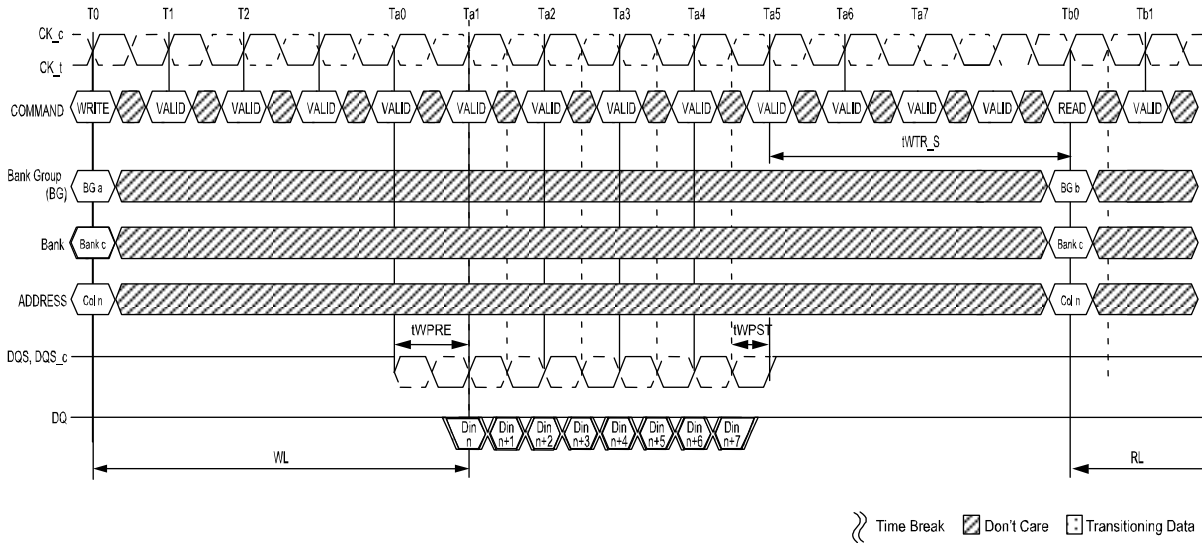 T0 T1 T2 Ta0 Ta1 Ta2 Ta3 Ta4 Ta5 Ta6 Ta7 Tb0 Tb1
CK_c
CK_t
COMMAND WRITE VALID VALID VALID VALID VALID VALID VALID VALID VALID VALID VALID VALID READ VALID
tWTR_S
Bank Group
(BG) BG a BG b
Bank Bank c Bank c
ADDRESS Col n Col n
tWPRE tWPST
DQS, DQS_c
DQ Din Din Din Din Din Din Din Din
n n+1 n+2 n+3 n+4 n+5 n+6 n+7
WL RL
Time Break Don't Care Transitioning Data